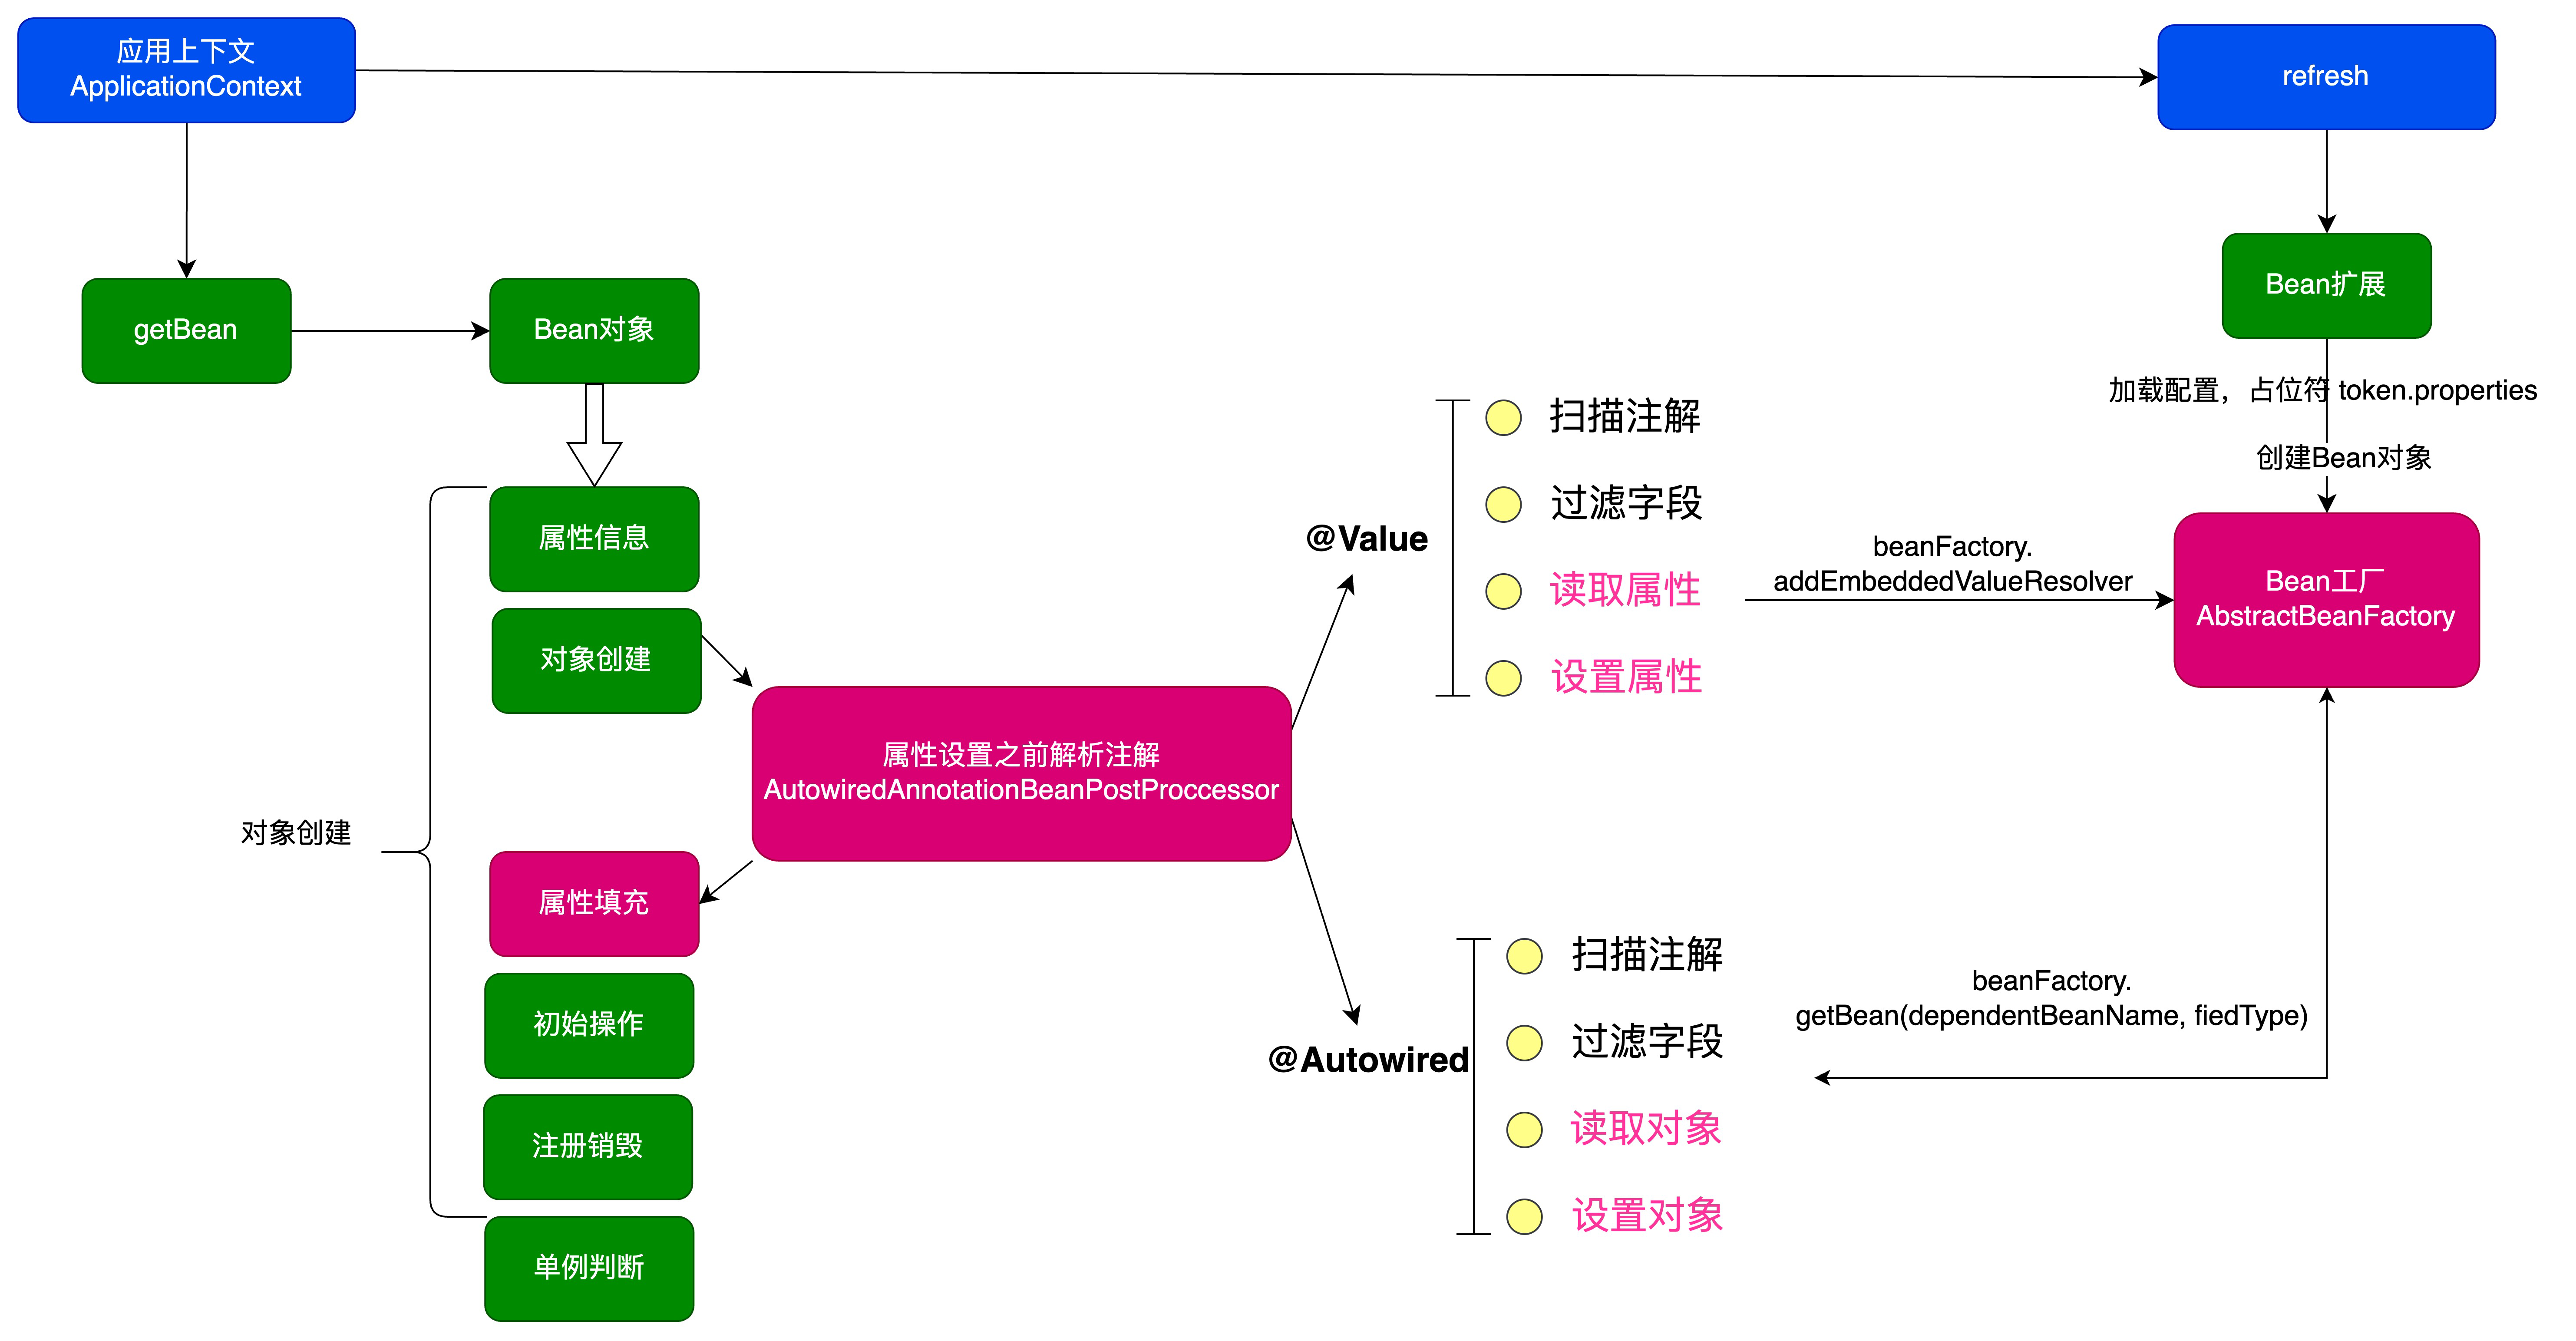 应用上下文
ApplicationContext
refresh
getBean
Bean对象
Bean扩展
加载配置，占位符 token.properties
创建Bean对象
属性信息
对象创建
对象创建
属性填充
初始操作
注册销毁
单例判断
属性设置之前解析注解
AutowiredAnnotationBeanPostProccessor
@Value
扫描注解
过滤字段
读取属性
设置属性
beanFactory.
addEmbeddedValueResolver
Bean工厂
AbstractBeanFactory
@Autowired
扫描注解
过滤字段
读取对象
设置对象
beanFactory.
getBean(dependentBeanName, fiedType)